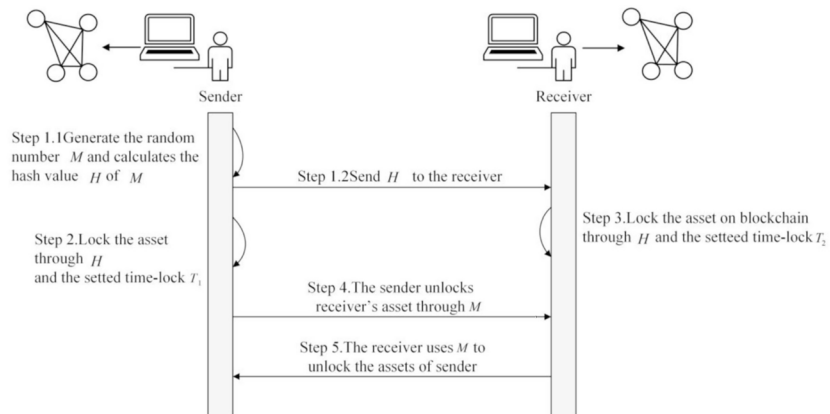 Sender
Receiver
Step 1.1Generate the random
number M and calculates the
hash value H of M
Step 1.2Send H to the receiver
Step 2.Lock the asset
through H
and the setted time-lock T₁
Step 3.Lock the asset on blockchain
through H and the setteed time-lock T₂
Step 4.The sender unlocks
receiver's asset through M
Step 5.The receiver uses M to
unlock the assets of sender